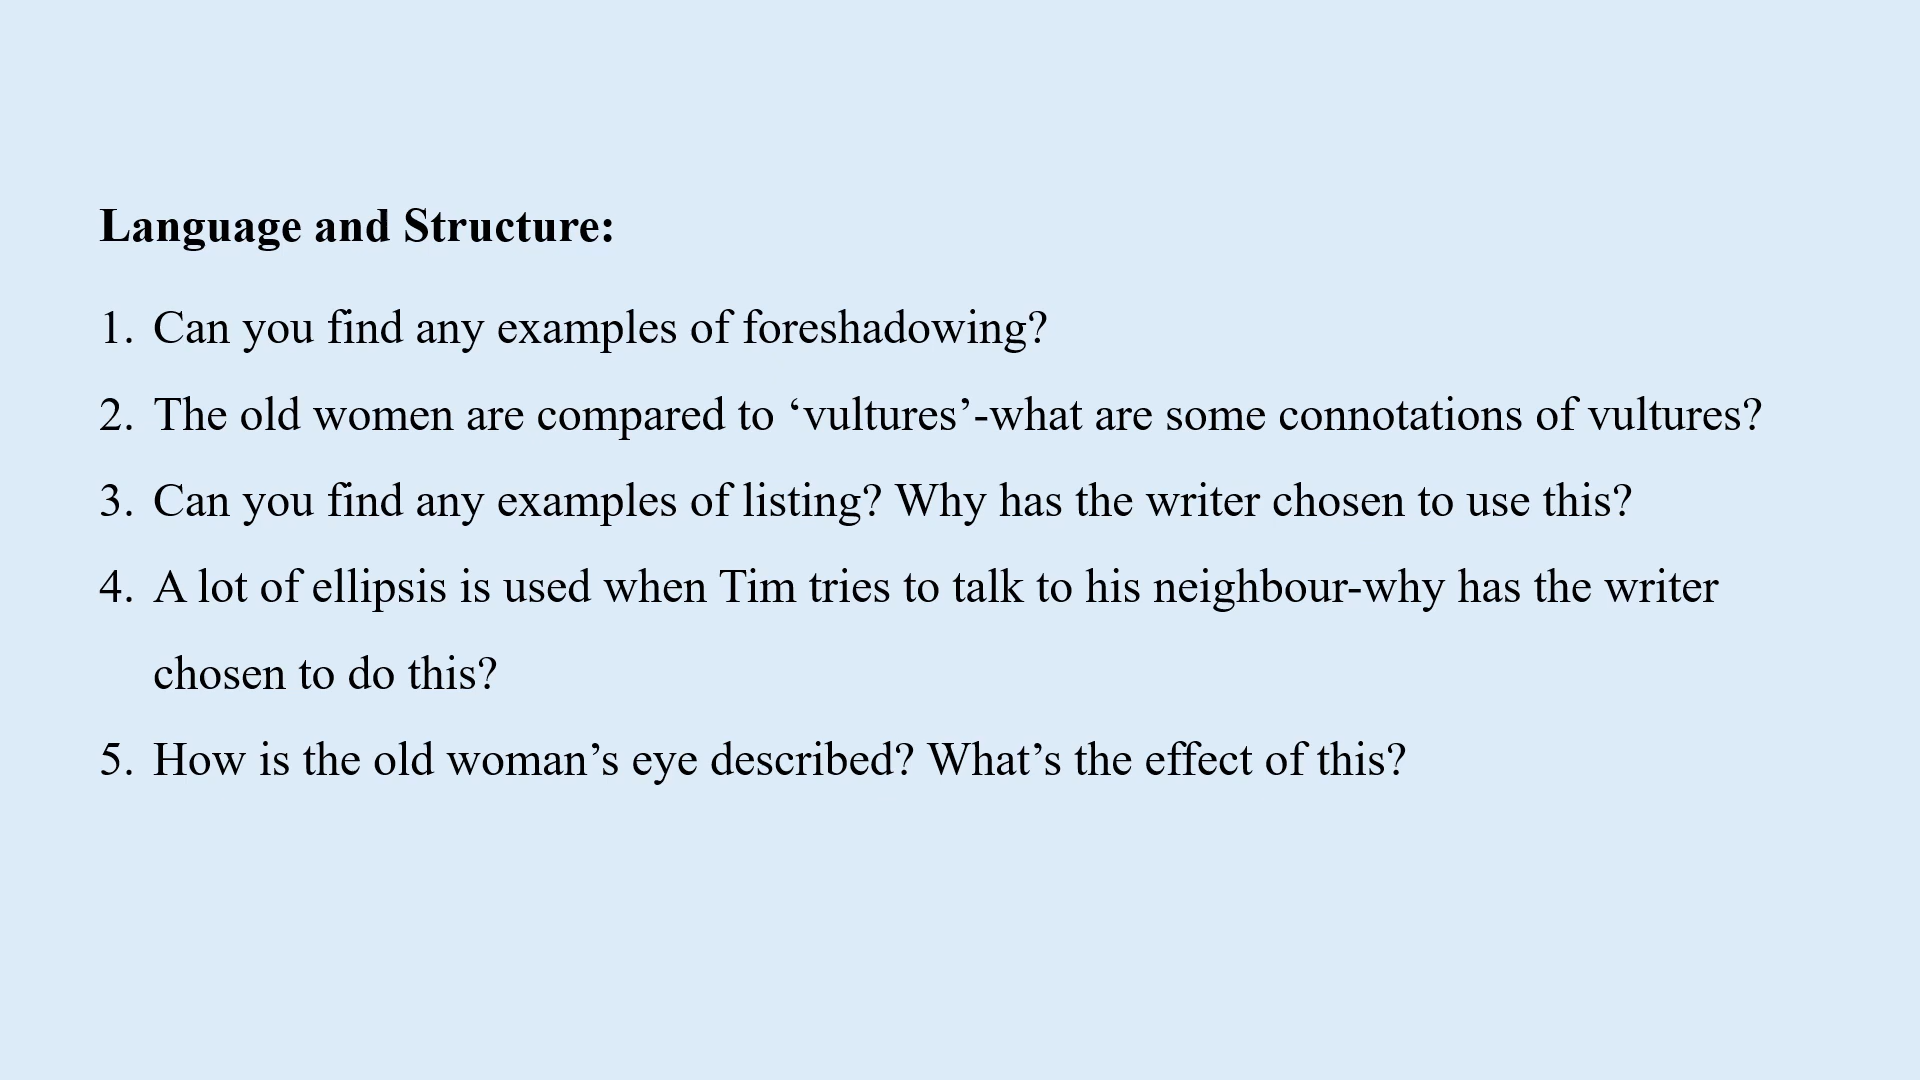 Language and Structure:
1. Can you find any examples of foreshadowing?
2. The old women are compared to ‘vultures’-what are some connotations of vultures?
3. Can you find any examples of listing? Why has the writer chosen to use this?
4. A lot of ellipsis is used when Tim tries to talk to his neighbour-why has the writer
chosen to do this?
5. How is the old woman’s eye described? What’s the effect of this?